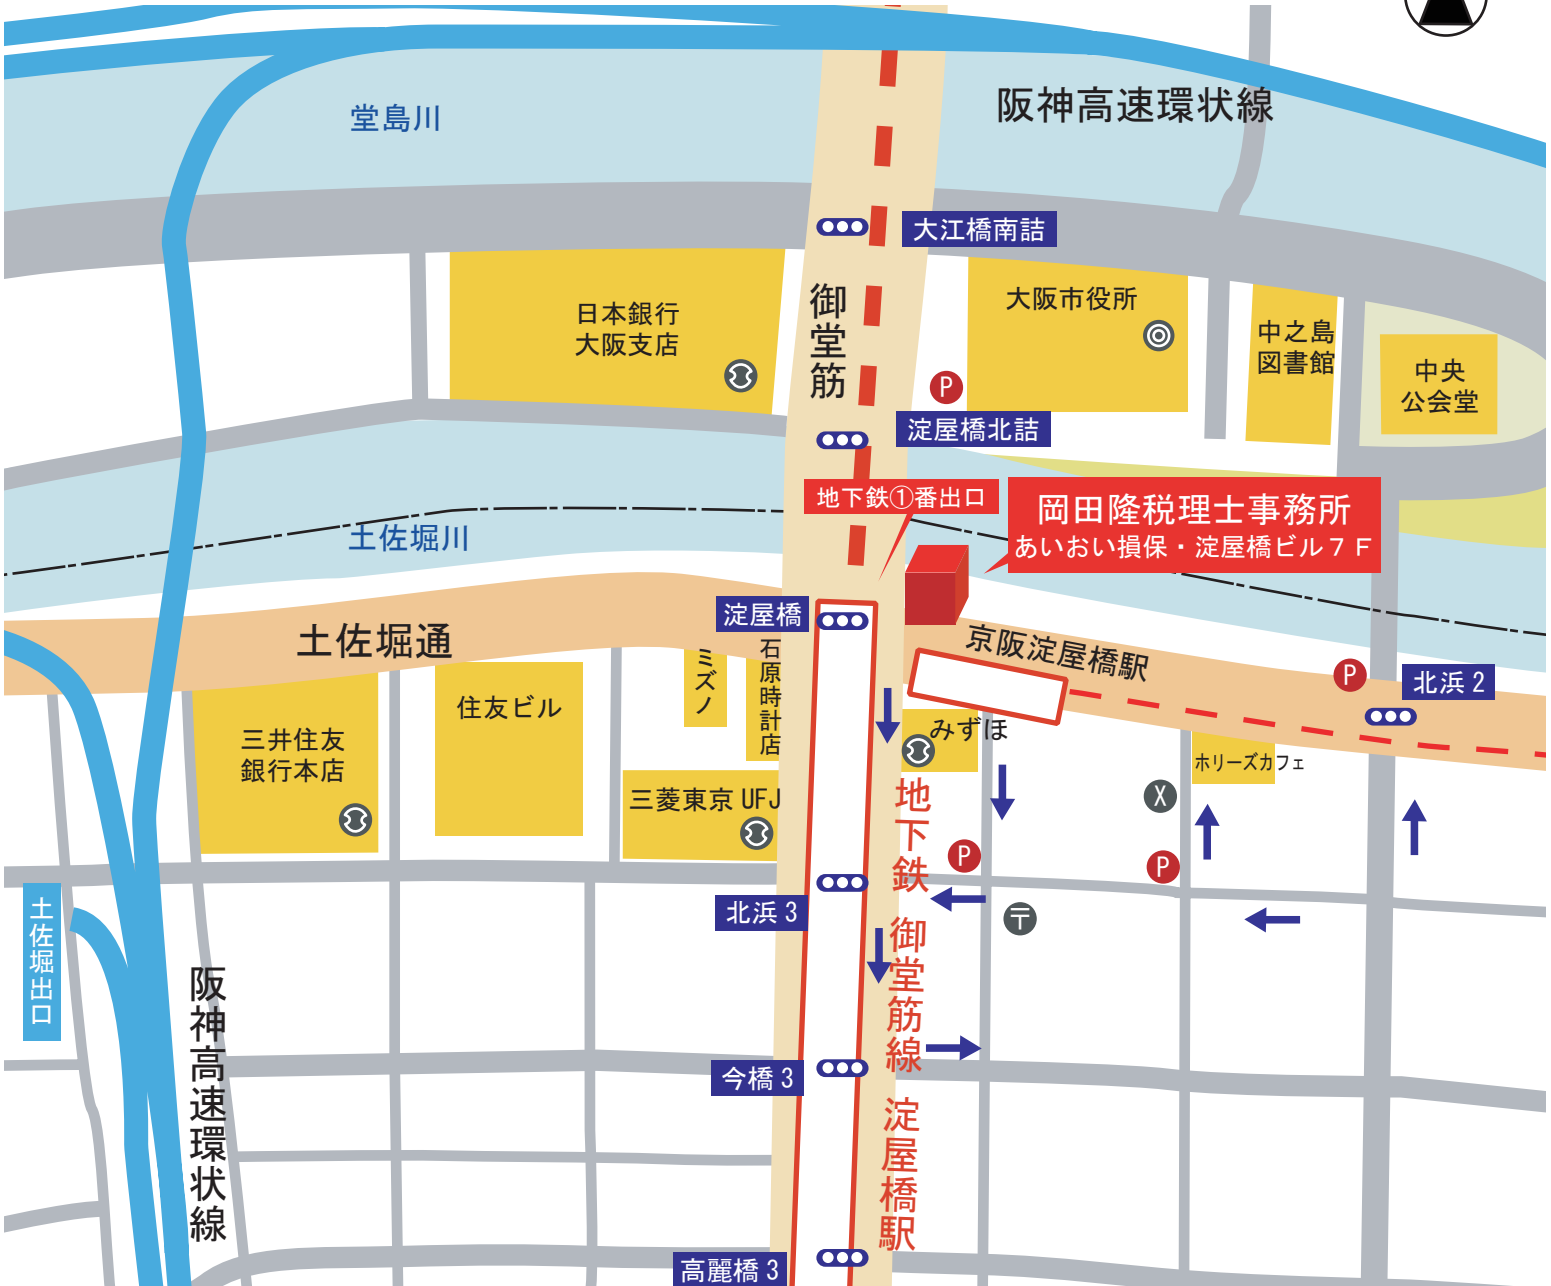 堂島川
阪神高速環状線
大江橋南詰
日本銀行
大阪支店
御堂筋
大阪市役所
中之島
図書館
中央
公会堂
P
淀屋橋北詰
地下鉄①番出口
岡田隆税理士事務所
あいおい損保・淀屋橋ビル7F
土佐堀川
淀屋橋
土佐堀通
京阪淀屋橋駅
P
北浜2
石原時計店
ミズノ
住友ビル
三井住友
銀行本店
みずほ
ホリーズカフェ
三菱東京UFJ
X
地下鉄 御堂筋線 淀屋橋駅
P
P
〒
北浜3
土佐堀出口
阪神高速環状線
今橋3
高麗橋3